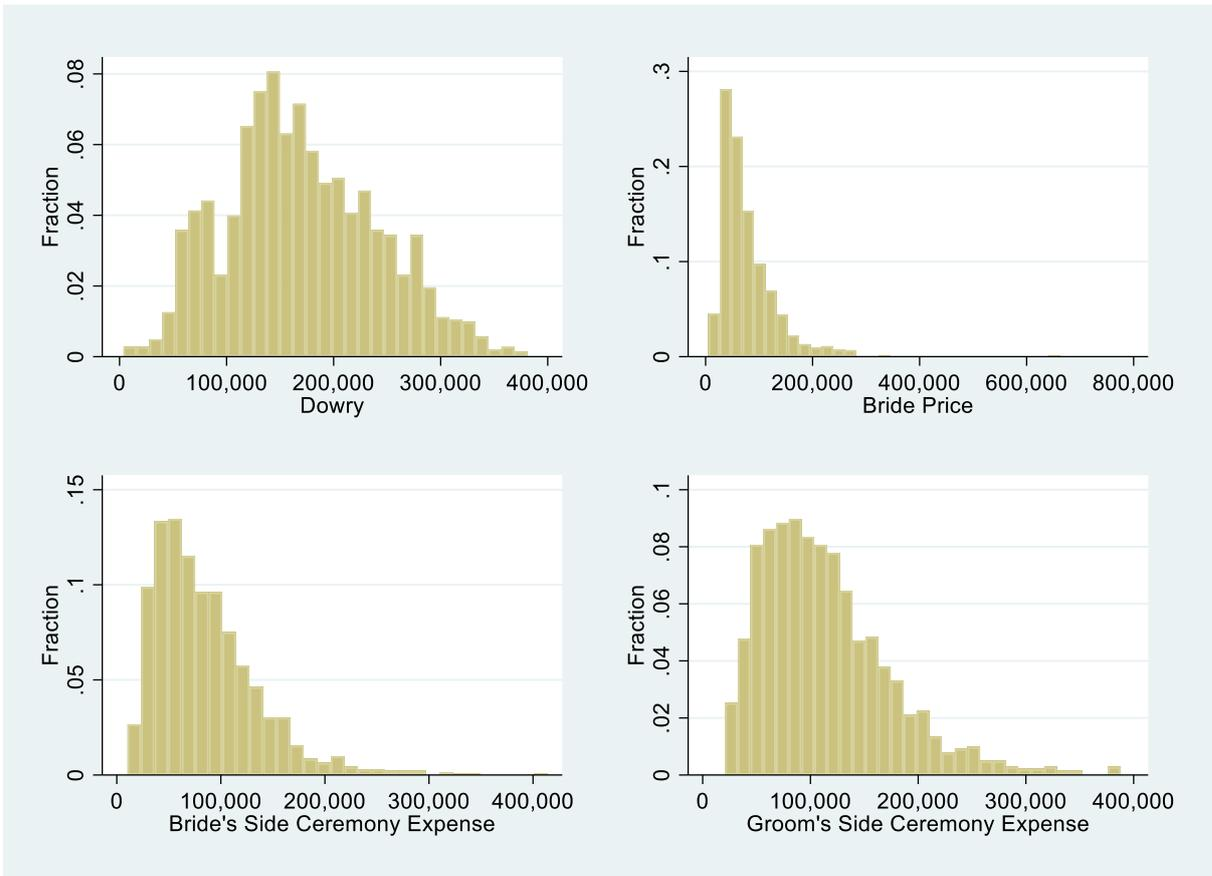 .08
.06
.04
.02
0
Fraction
0 100,000 200,000 300,000 400,000
Dowry
.3
.2
.1
0
Fraction
0 200,000 400,000 600,000 800,000
Bride Price
.15
.1
.05
0
Fraction
0 100,000 200,000 300,000 400,000
Bride's Side Ceremony Expense
.1
.08
.06
.04
.02
0
Fraction
0 100,000 200,000 300,000 400,000
Groom's Side Ceremony Expense